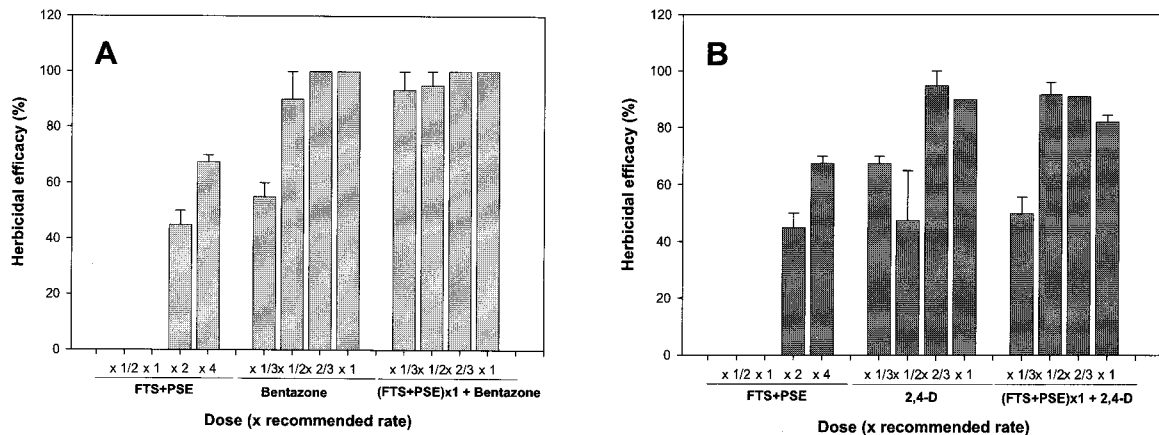 A
Herbicidal efficacy (%)
120
100
80
60
40
20
0
x 1/2 x 1 x 2 x 4 x 1/3x 1/2x 2/3 x 1 x 1/3x 1/2x 2/3 x 1
FTS+PSE Bentazone (FTS+PSE)x1 + Bentazone
Dose (x recommended rate)
B
Herbicidal efficacy (%)
120
100
80
60
40
20
0
x 1/2 x 1 x 2 x 4 x 1/3x 1/2x 2/3 x 1 x 1/3x 1/2x 2/3 x 1
FTS+PSE 2,4-D (FTS+PSE)x1 + 2,4-D
Dose (x recommended rate)